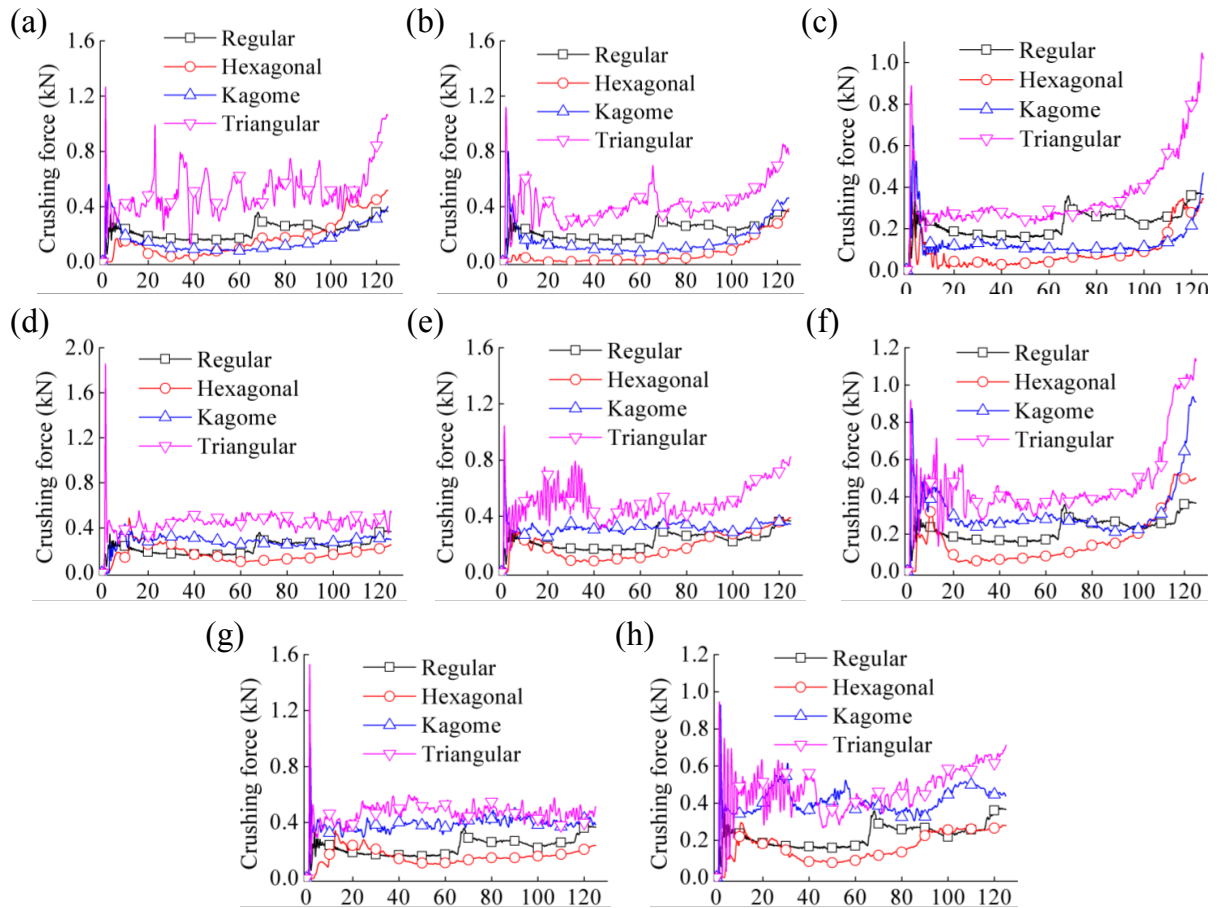 (a)
Crushing force (kN)
1.6
1.2
0.8
0.4
0.0
Regular
Hexagonal
Kagome
Triangular
0 20 40 60 80 100 120
(b)
Crushing force (kN)
1.6
1.2
0.8
0.4
0.0
Regular
Hexagonal
Kagome
Triangular
0 20 40 60 80 100 120
(c)
Crushing force (kN)
1.0
0.8
0.6
0.4
0.2
0.0
Regular
Hexagonal
Kagome
Triangular
0 20 40 60 80 100 120
(d)
Crushing force (kN)
2.0
1.6
1.2
0.8
0.4
0.0
Regular
Hexagonal
Kagome
Triangular
0 20 40 60 80 100 120
(e)
Crushing force (kN)
1.6
1.2
0.8
0.4
0.0
Regular
Hexagonal
Kagome
Triangular
0 20 40 60 80 100 120
(f)
Crushing force (kN)
1.2
1.0
0.8
0.6
0.4
0.2
0.0
Regular
Hexagonal
Kagome
Triangular
0 20 40 60 80 100 120
(g)
Crushing force (kN)
1.6
1.2
0.8
0.4
0.0
Regular
Hexagonal
Kagome
Triangular
0 20 40 60 80 100 120
(h)
Crushing force (kN)
1.2
1.0
0.8
0.6
0.4
0.2
0.0
Regular
Hexagonal
Kagome
Triangular
0 20 40 60 80 100 120